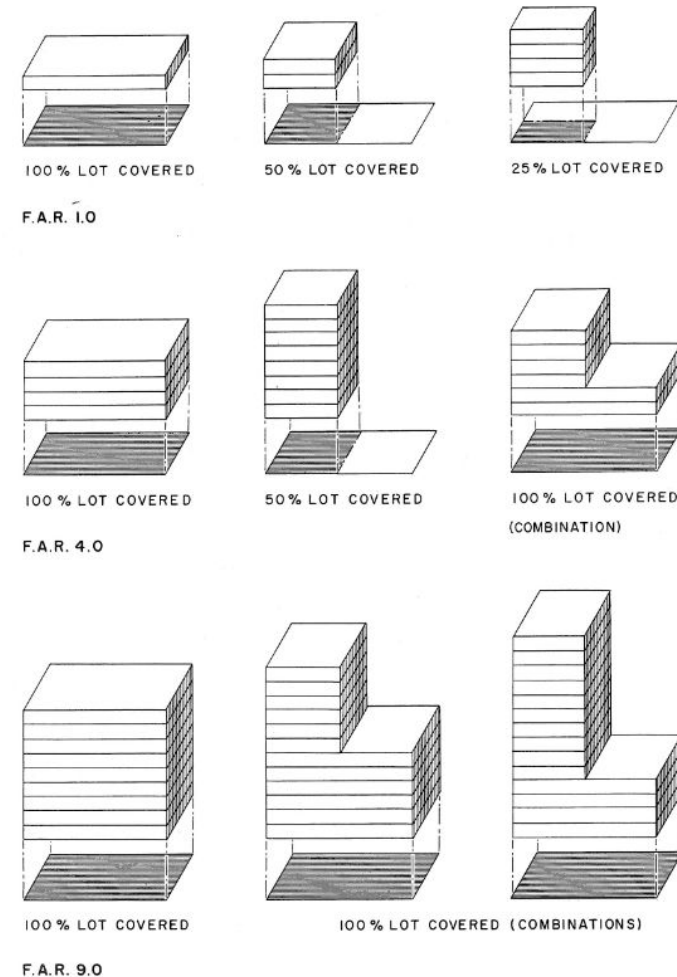 100% LOT COVERED
50% LOT COVERED
25% LOT COVERED
F.A.R. 1.0
100% LOT COVERED
50% LOT COVERED
100% LOT COVERED
(COMBINATION)
F.A.R. 4.0
100% LOT COVERED
100% LOT COVERED (COMBINATIONS)
F.A.R. 9.0